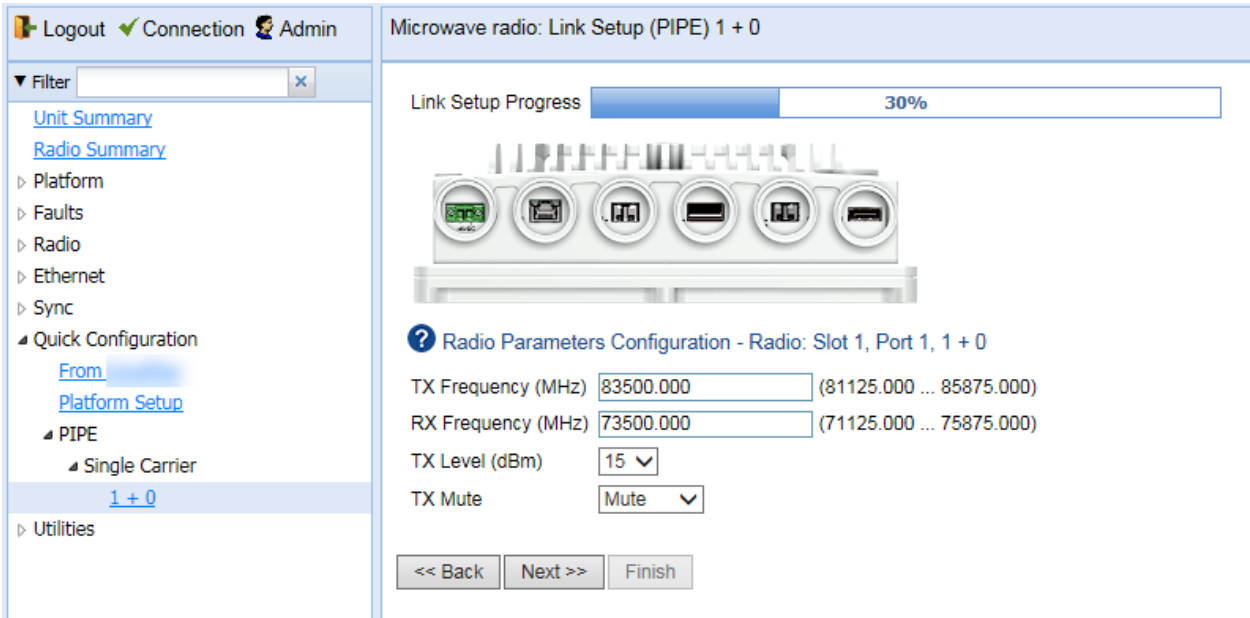 Logout Connection Admin
Filter
Unit Summary
Radio Summary
Platform
Faults
Radio
Ethernet
Sync
Quick Configuration
From
Platform Setup
PIPE
Single Carrier
1 + 0
Utilities
Microwave radio: Link Setup (PIPE) 1 + 0
Link Setup Progress 30%
Radio Parameters Configuration - Radio: Slot 1, Port 1, 1 + 0
TX Frequency (MHz) 83500.000 (81125.000 ... 85875.000)
RX Frequency (MHz) 73500.000 (71125.000 ... 75875.000)
TX Level (dBm) 15
TX Mute Mute
<< Back Next >> Finish